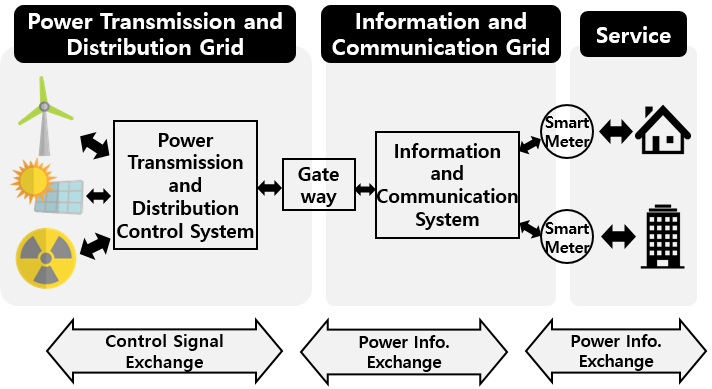 Power Transmission and
Distribution Grid
Information and
Communication Grid
Service
Power
Transmission
and
Distribution
Control System
Gate
way
Information
and
Communication
System
Smart
Meter
Smart
Meter
Control Signal
Exchange
Power Info.
Exchange
Power Info.
Exchange